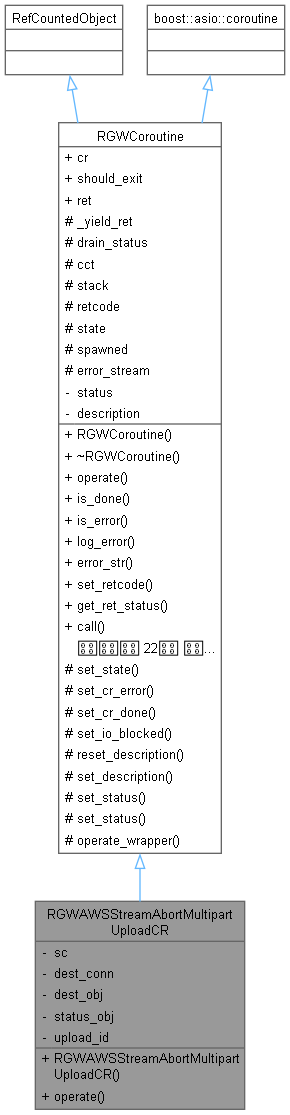 RefCountedObject
boost::asio::coroutine
RGWCoroutine
+ cr
+ should_exit
+ ret
# _yield_ret
# drain_status
# cct
# stack
# retcode
# state
# spawned
# error_stream
- status
- description
+ RGWCoroutine()
+ ~RGWCoroutine()
+ operate()
+ is_done()
+ is_error()
+ log_error()
+ error_str()
+ set_retcode()
+ get_ret_status()
+ call()
22 ...
# set_state()
# set_cr_error()
# set_cr_done()
# set_io_blocked()
# reset_description()
# set_description()
# set_status()
# set_status()
# operate_wrapper()
RGWAWSStreamAbortMultipart
UploadCR
- sc
- dest_conn
- dest_obj
- status_obj
- upload_id
+ RGWAWSStreamAbortMultipart
UploadCR()
+ operate()